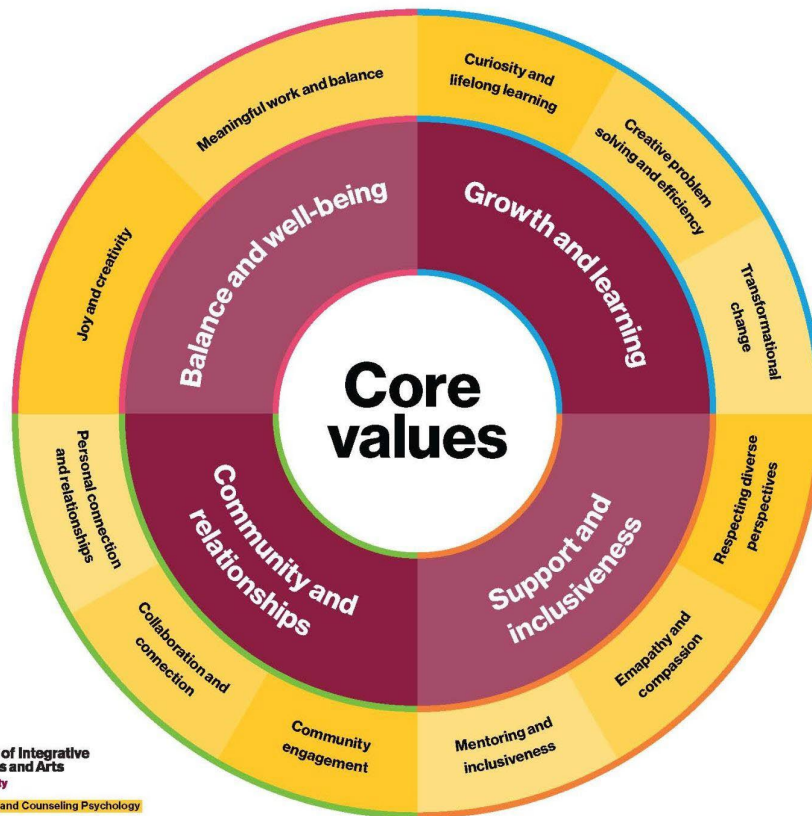 Core
values
Balance and well-being
Growth and learning
Support and
inclusiveness
Community and
relationships
Meaningful work and balance
Curiosity and
lifelong learning
Creative problem
solving and efficiency
Transformational
change
Respecting diverse
perspectives
Emapathy and
compassion
Mentoring and
inclusiveness
Community
engagement
Collaboration and
connection
Personal connection
and relationships
Joy and creativity
of Integrative
and Arts
and Counseling Psychology